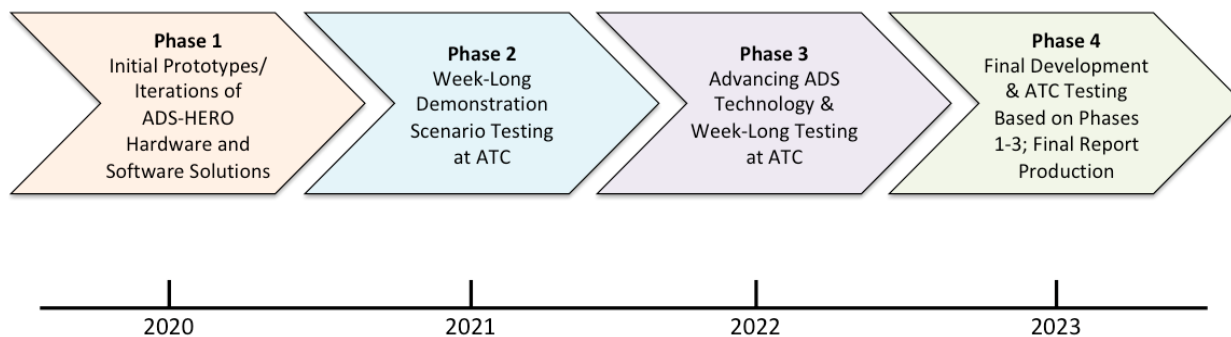 Phase 1
Initial Prototypes/
Iterations of
ADS-HERO
Hardware and
Software Solutions
Phase 2
Week-Long
Demonstration
Scenario Testing
at ATC
Phase 3
Advancing ADS
Technology &
Week-Long Testing
at ATC
Phase 4
Final Development
& ATC Testing
Based on Phases
1-3; Final Report
Production
2020
2021
2022
2023